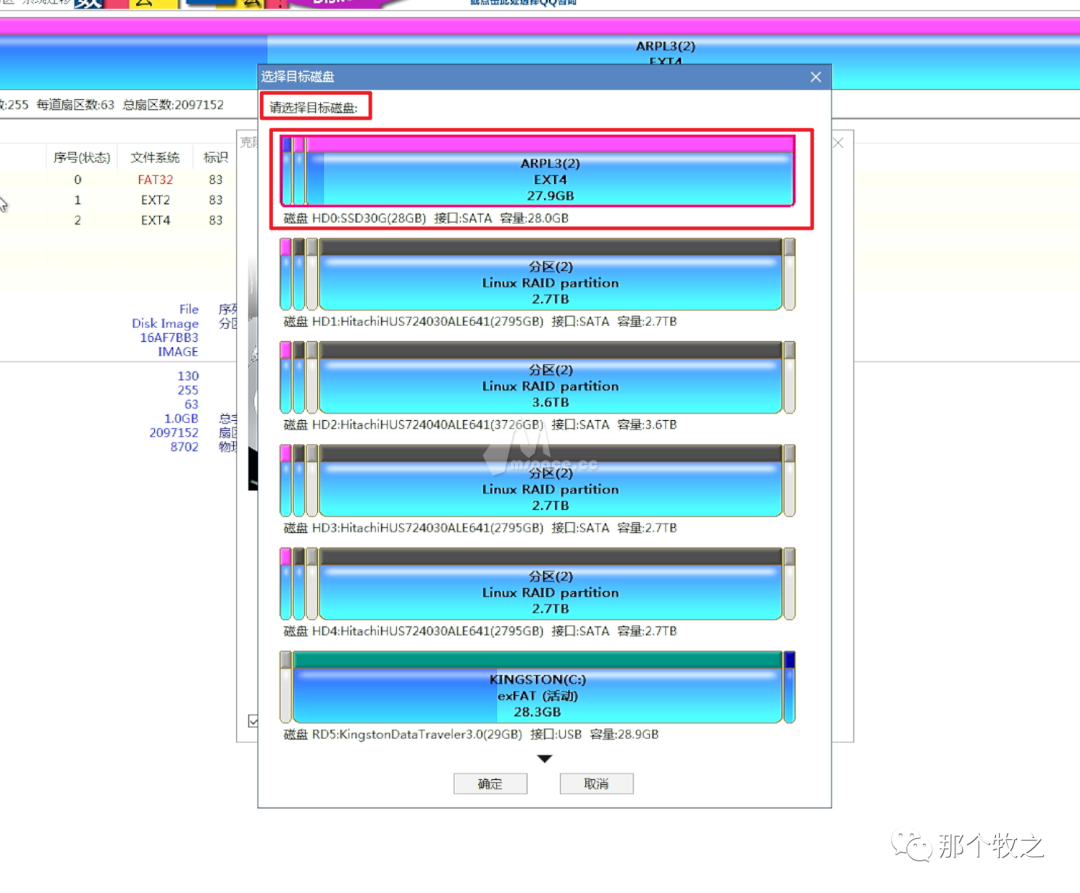 ARPL3(2)
EXT4
数:255 每道扇区数:63 总扇区数:2097152
序号(状态) 文件系统 标识
0 FAT32 83
1 EXT2 83
2 EXT4 83
File
Disk Image
16AF7BB3
IMAGE
130
255
63
1.0GB
2097152
8702
选择目标磁盘
请选择目标磁盘:
ARPL3(2)
EXT4
27.9GB
磁盘 HD0:SSD30G(28GB) 接口:SATA 容量:28.0GB
分区(2)
Linux RAID partition
2.7TB
磁盘 HD1:HitachiHUS724030ALE641(2795GB) 接口:SATA 容量:2.7TB
分区(2)
Linux RAID partition
3.6TB
磁盘 HD2:HitachiHUS724040ALE641(3726GB) 接口:SATA 容量:3.6TB
分区(2)
Linux RAID partition
2.7TB
磁盘 HD3:HitachiHUS724030ALE641(2795GB) 接口:SATA 容量:2.7TB
分区(2)
Linux RAID partition
2.7TB
磁盘 HD4:HitachiHUS724030ALE641(2795GB) 接口:SATA 容量:2.7TB
KINGSTON(C:)
exFAT (活动)
28.3GB
磁盘 RD5:KingstonDataTraveler3.0(29GB) 接口:USB 容量:28.9GB
确定 取消
那个牧之